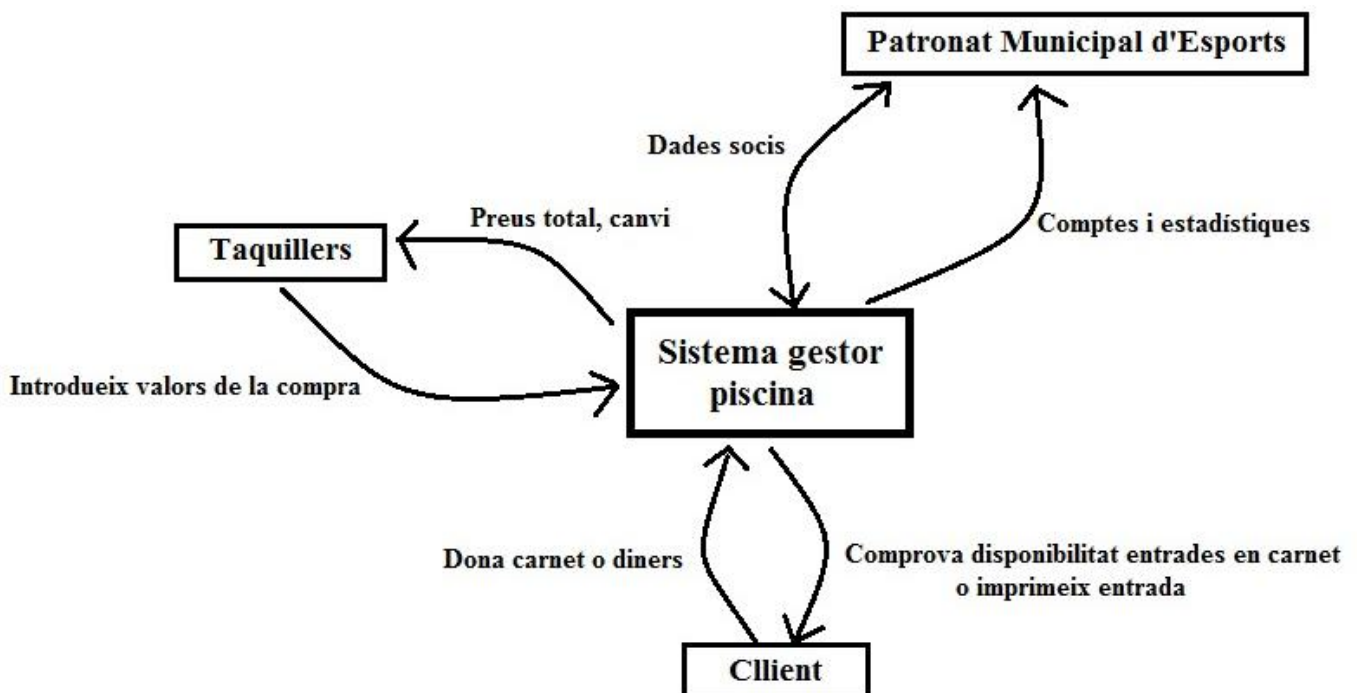 Patronat Municipal d'Esports
Dades socis
Preus total, canvi
Comptes i estadístiques
Taquillers
Sistema gestor
piscina
Introdueix valors de la compra
Dona carnet o diners
Comprova disponibilitat entrades en carnet
o imprimeix entrada
Cllient